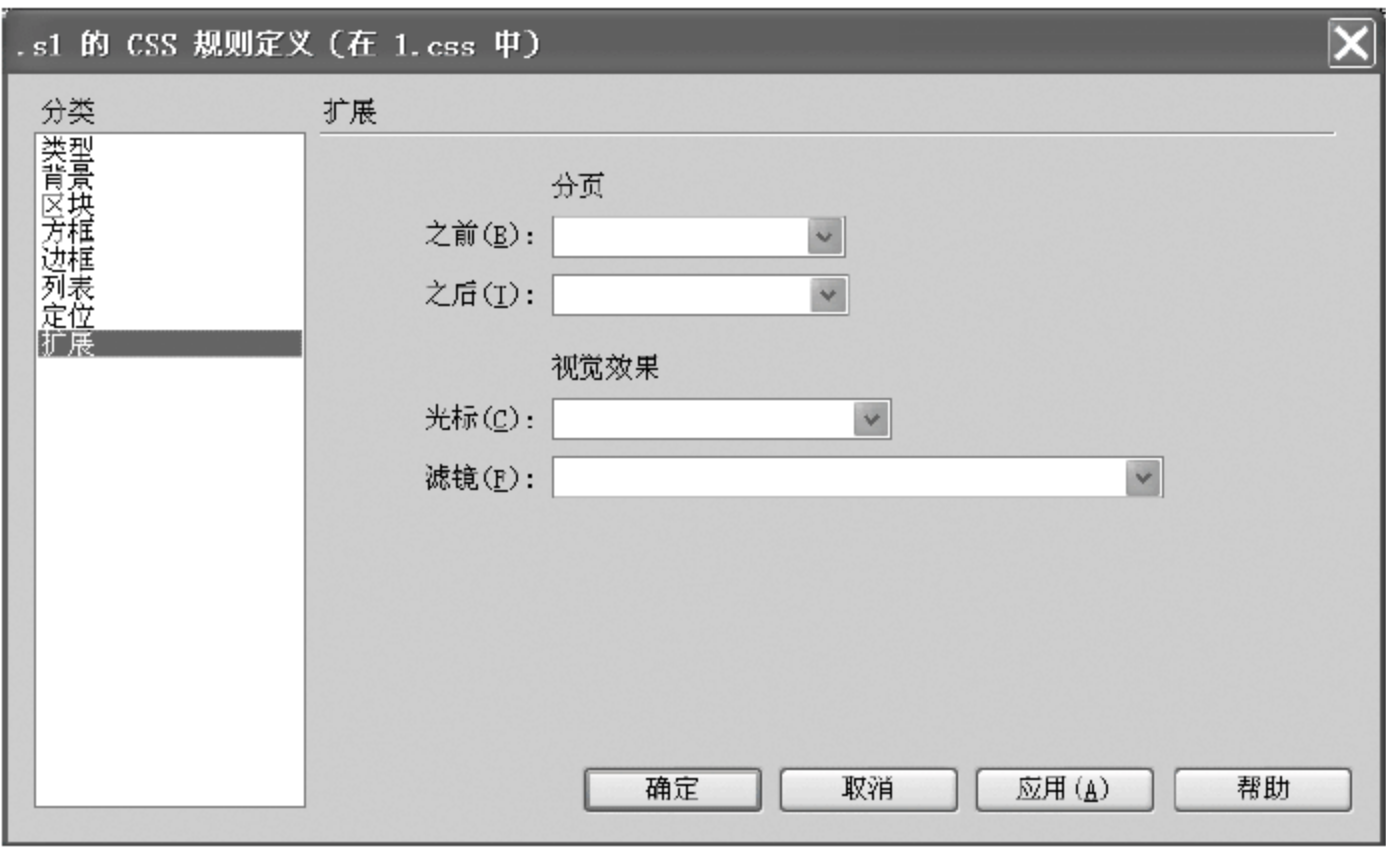 .s1 的 CSS 规则定义（在 1.css 中）
分类
类型
背景
区块
方框
边框
列表
定位
扩展
扩展
分页
之前(B):
之后(T):
视觉效果
光标(C):
滤镜(F):
确定 取消 应用(A) 帮助